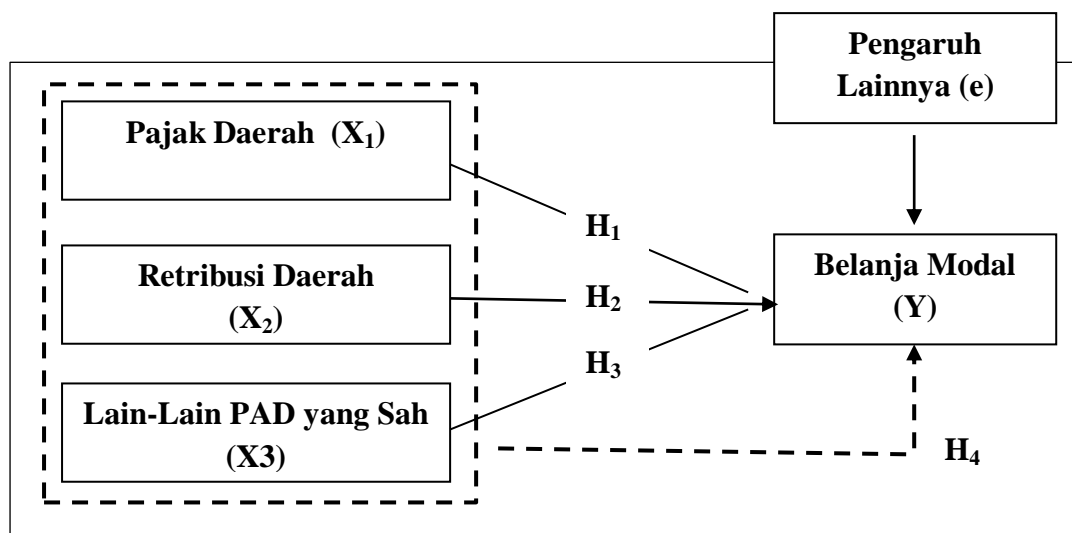 Pengaruh
Lainnya (e)
Pajak Daerah (X₁)
H₁
Retribusi Daerah
(X₂)
H₂
Belanja Modal
(Y)
H₃
Lain-Lain PAD yang Sah
(X3)
H₄